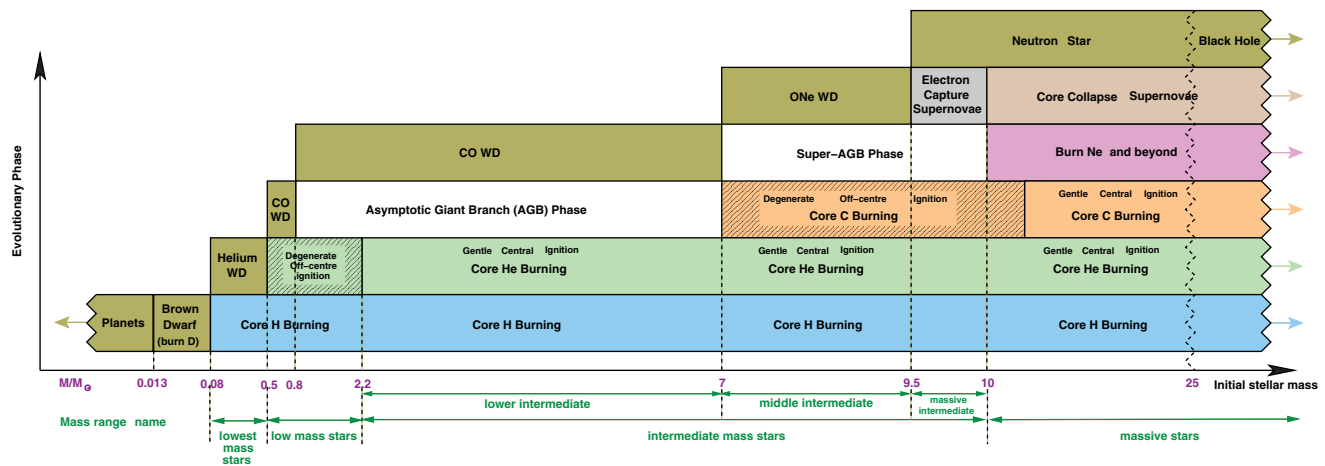 Neutron Star
Black Hole
ONe WD
Electron
Capture
Supernovae
Core Collapse Supernovae
CO WD
Super–AGB Phase
Burn Ne and beyond
Evolutionary Phase
CO
WD
Asymptotic Giant Branch (AGB) Phase
Degenerate Off–centre Ignition
Core C Burning
Gentle Central Ignition
Core C Burning
Helium
WD
Degenerate
Off–centre
Ignition
Gentle Central Ignition
Core He Burning
Gentle Central Ignition
Core He Burning
Gentle Central Ignition
Core He Burning
Planets
Brown
Dwarf
(burn D)
Core H Burning
Core H Burning
Core H Burning
Core H Burning
M/M⊙
0.013
0.08
0.5
0.8
2.2
7
9.5
10
25
Initial stellar mass
lower intermediate
middle intermediate
massive
intermediate
Mass range name
lowest
mass
stars
low mass stars
intermediate mass stars
massive stars